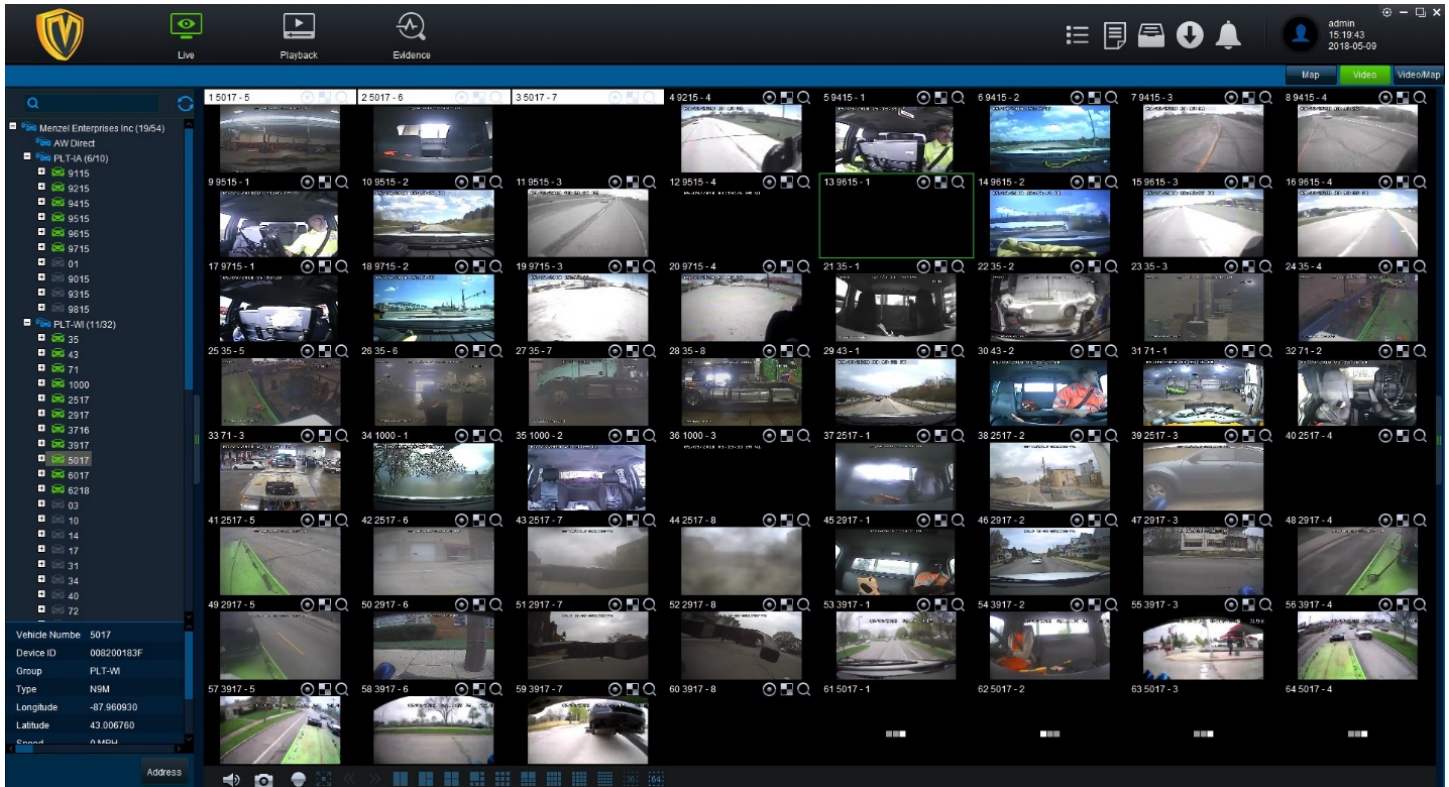 Live
Playback
Evidence
admin
15:19:43
2018-05-09
Map
Video
Video/Map
Menzel Enterprises Inc (19/54)
AW Direct
PLT-IA (6/10)
9115
9215
9415
9515
9615
9715
01
9015
9315
9815
PLT-WI (11/32)
35
43
71
1000
2517
2917
3716
3917
5017
6017
6218
03
10
14
17
31
34
40
72
Vehicle Numbe 5017
Device ID 008200183F
Group PLT-WI
Type N9M
Longitude -87.960930
Latitude 43.006760
Speed 0 MPH
Address
1 5017 - 5
2 5017 - 6
3 5017 - 7
4 9215 - 4
5 9415 - 1
6 9415 - 2
7 9415 - 3
8 9415 - 4
9 9515 - 1
10 9515 - 2
11 9515 - 3
12 9515 - 4
13 9615 - 1
14 9615 - 2
15 9615 - 3
16 9615 - 4
17 9715 - 1
18 9715 - 2
19 9715 - 3
20 9715 - 4
21 35 - 1
22 35 - 2
23 35 - 3
24 35 - 4
25 35 - 5
26 35 - 6
27 35 - 7
28 35 - 8
29 43 - 1
30 43 - 2
31 71 - 1
32 71 - 2
33 71 - 3
34 1000 - 1
35 1000 - 2
36 1000 - 3
37 2517 - 1
38 2517 - 2
39 2517 - 3
40 2517 - 4
41 2517 - 5
42 2517 - 6
43 2517 - 7
44 2517 - 8
45 2917 - 1
46 2917 - 2
47 2917 - 3
48 2917 - 4
49 2917 - 5
50 2917 - 6
51 2917 - 7
52 2917 - 8
53 3917 - 1
54 3917 - 2
55 3917 - 3
56 3917 - 4
57 3917 - 5
58 3917 - 6
59 3917 - 7
60 3917 - 8
61 5017 - 1
62 5017 - 2
63 5017 - 3
64 5017 - 4
36
64